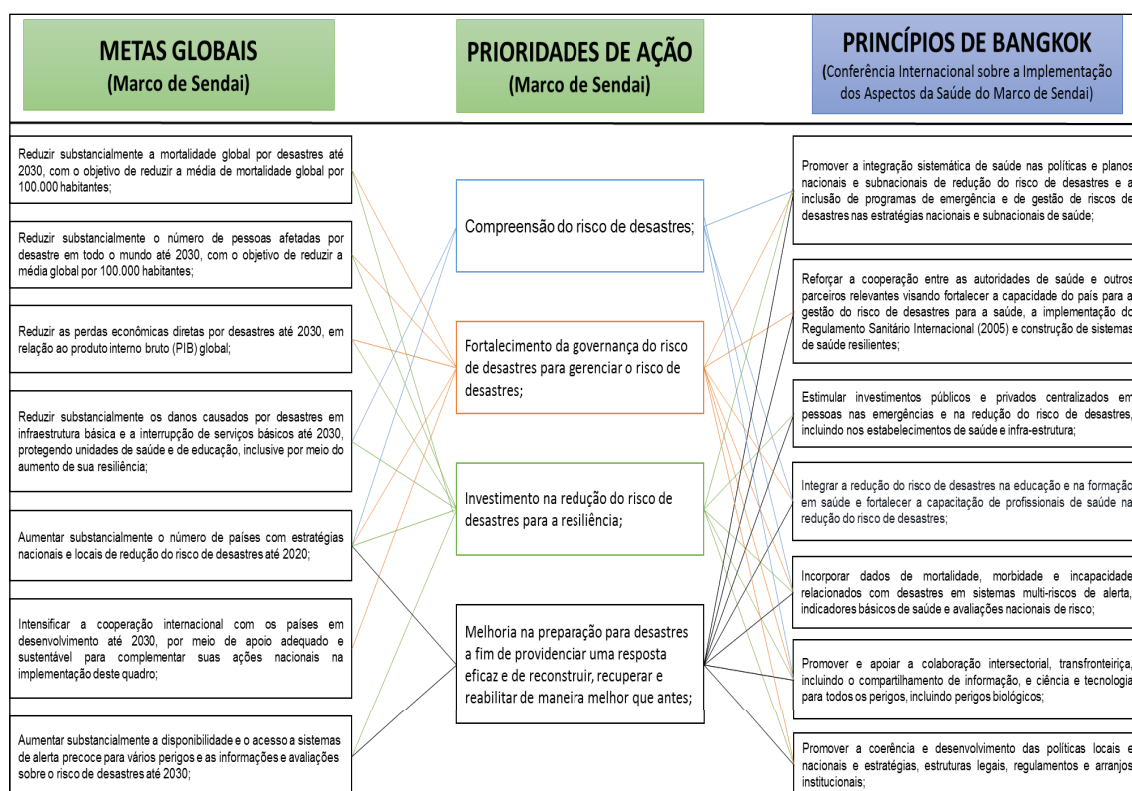 METAS GLOBAIS
(Marco de Sendai)
Reduzir substancialmente a mortalidade global por desastres até
2030, com o objetivo de reduzir a média de mortalidade global por
100.000 habitantes;
Reduzir substancialmente o número de pessoas afetadas por
desastre em todo o mundo até 2030, com o objetivo de reduzir a
média global por 100.000 habitantes;
Reduzir as perdas econômicas diretas por desastres até 2030, em
relação ao produto interno bruto (PIB) global;
Reduzir substancialmente os danos causados por desastres em
infraestrutura básica e a interrupção de serviços básicos até 2030,
protegendo unidades de saúde e de educação, inclusive por meio do
aumento de sua resiliência;
Aumentar substancialmente o número de países com estratégias
nacionais e locais de redução do risco de desastres até 2020;
Intensificar a cooperação internacional com os países em
desenvolvimento até 2030, por meio de apoio adequado e
sustentável para complementar suas ações nacionais na
implementação deste quadro;
Aumentar substancialmente a disponibilidade e o acesso a sistemas
de alerta precoce para vários perigos e as informações e avaliações
sobre o risco de desastres até 2030;
PRIORIDADES DE AÇÃO
(Marco de Sendai)
Compreensão do risco de desastres;
Fortalecimento da governança do risco
de desastres para gerenciar o risco de
desastres;
Investimento na redução do risco de
desastres para a resiliência;
Melhoria na preparação para desastres
a fim de providenciar uma resposta
eficaz e de reconstruir, recuperar e
reabilitar de maneira melhor que antes;
PRINCÍPIOS DE BANGKOK
(Conferência Internacional sobre a Implementação
dos Aspectos da Saúde do Marco de Sendai)
Promover a integração sistemática de saúde nas políticas e planos
nacionais e subnacionais de redução do risco de desastres e a
inclusão de programas de emergência e de gestão de riscos de
desastres nas estratégias nacionais e subnacionais de saúde;
Reforçar a cooperação entre as autoridades de saúde e outros
parceiros relevantes visando fortalecer a capacidade do país para a
gestão do risco de desastres para a saúde, a implementação do
Regulamento Sanitário Internacional (2005) e construção de sistemas
de saúde resilientes;
Estimular investimentos públicos e privados centralizados em
pessoas nas emergências e na redução do risco de desastres,
incluindo nos estabelecimentos de saúde e infra-estrutura;
Integrar a redução do risco de desastres na educação e na formação
em saúde e fortalecer a capacitação de profissionais de saúde na
redução do risco de desastres;
Incorporar dados de mortalidade, morbidade e incapacidade
relacionados com desastres em sistemas multi-riscos de alerta,
indicadores básicos de saúde e avaliações nacionais de risco;
Promover e apoiar a colaboração intersectorial, transfronteiriça,
incluindo o compartilhamento de informação, e ciência e tecnologia
para todos os perigos, incluindo perigos biológicos;
Promover a coerência e desenvolvimento das políticas locais e
nacionais e estratégias, estruturas legais, regulamentos e arranjos
institucionais;